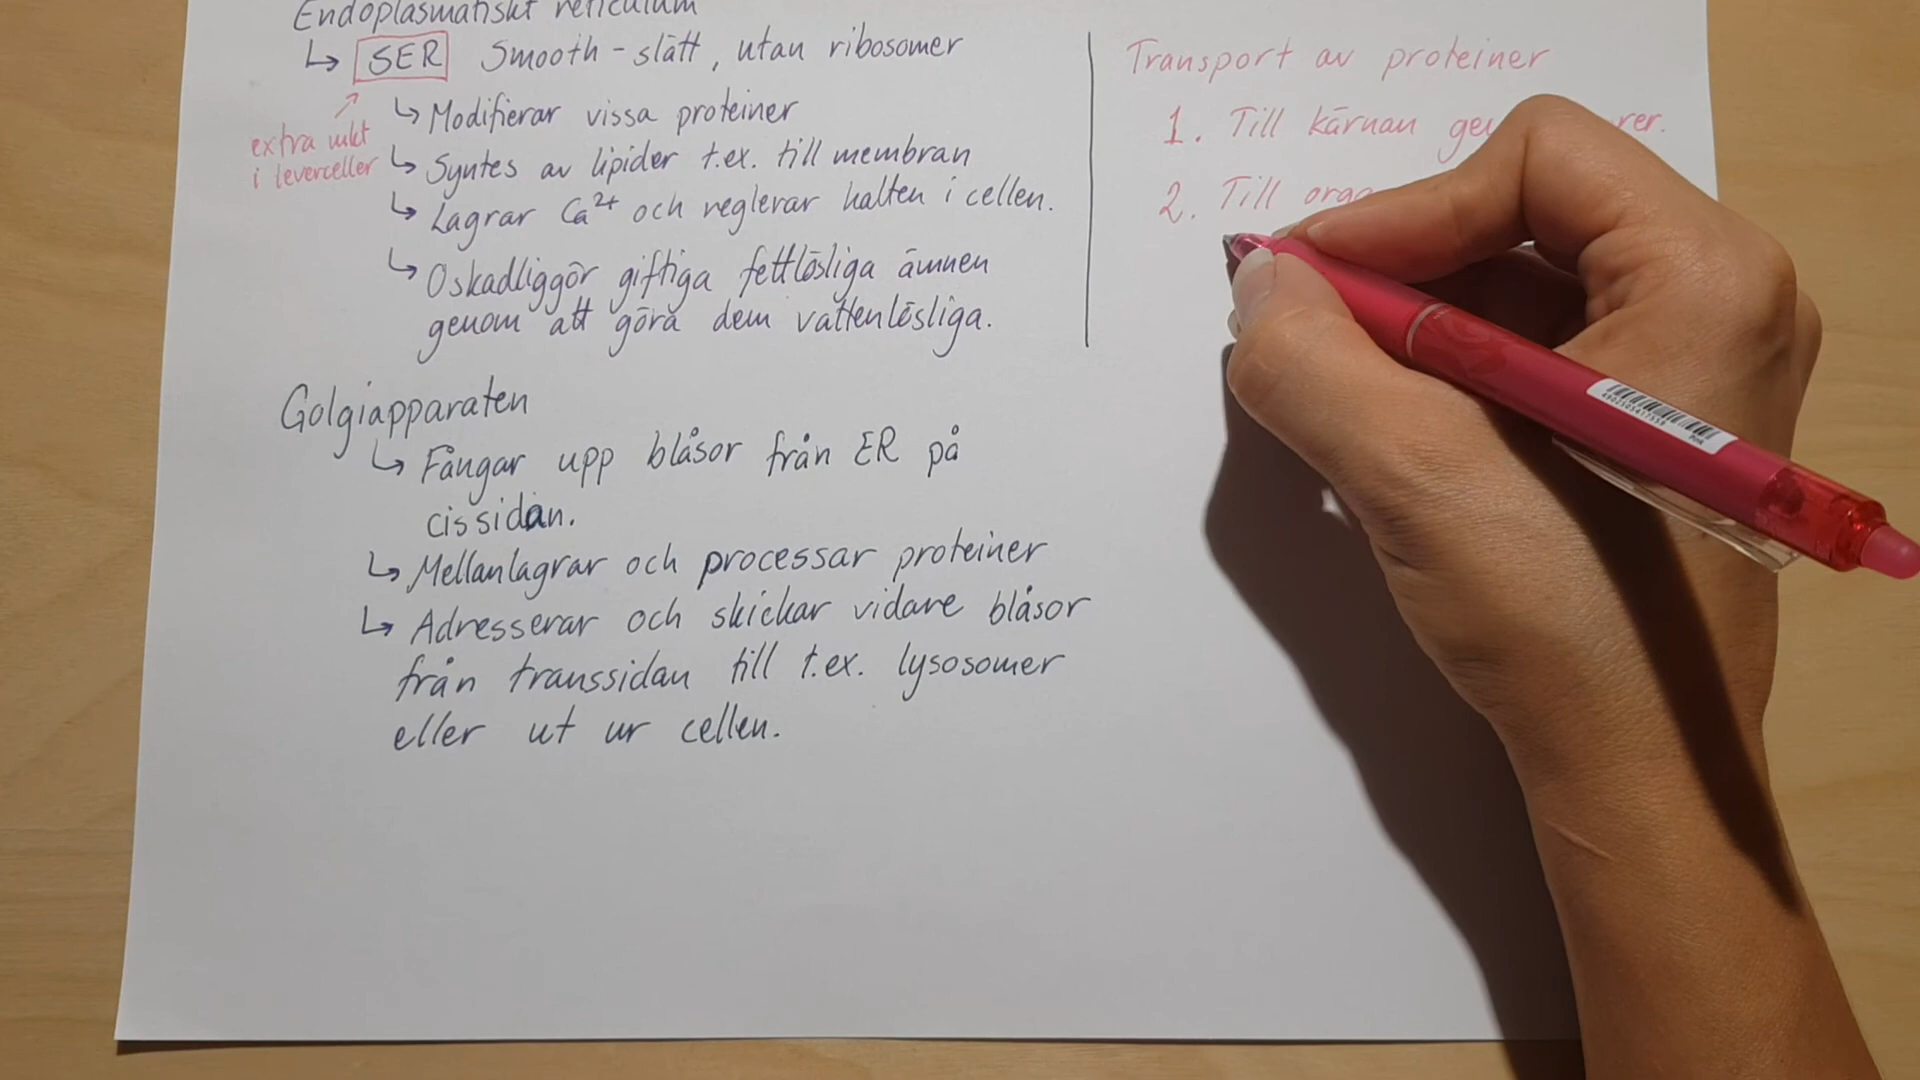 Endoplasmatiskt reticulum
↳ SER Smooth - slätt, utan ribosomer
↳ Modifierar vissa proteiner
extra vikt
i leverceller
↳ Syntes av lipider t.ex. till membran
↳ Lagrar Ca²⁺ och reglerar halten i cellen.
↳ Oskadliggör giftiga fettlösliga ämnen
genom att göra dem vattenlösliga.
Golgiapparaten
↳ Fångar upp blåsor från ER på
cissidan.
↳ Mellanlagrar och processar proteiner
↳ Adresserar och skickar vidare blåsor
från transsidan till t.ex. lysosomer
eller ut ur cellen.
Transport av proteiner
1. Till kärnan
2. Till